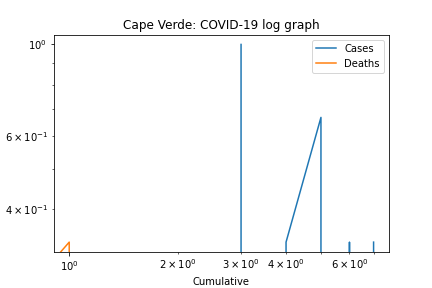 Cape Verde: COVID-19 log graph
Cases
Deaths
10⁰
6 × 10⁻¹
4 × 10⁻¹
10⁰
2 × 10⁰
3 × 10⁰
4 × 10⁰
6 × 10⁰
Cumulative